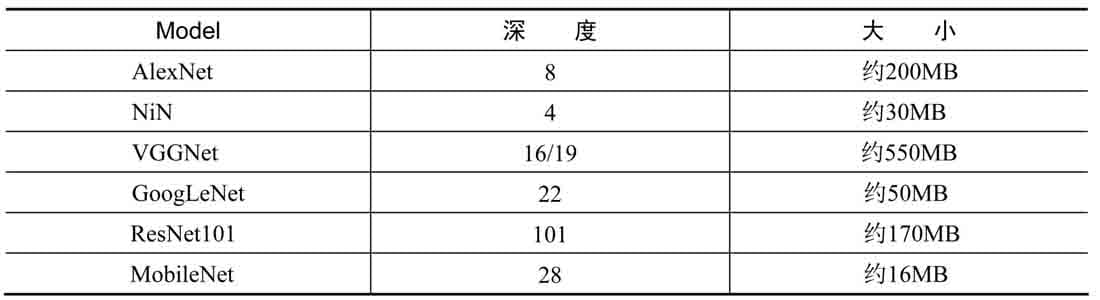 Model 深度 大小
AlexNet 8 约200MB
NiN 4 约30MB
VGGNet 16/19 约550MB
GoogLeNet 22 约50MB
ResNet101 101 约170MB
MobileNet 28 约16MB